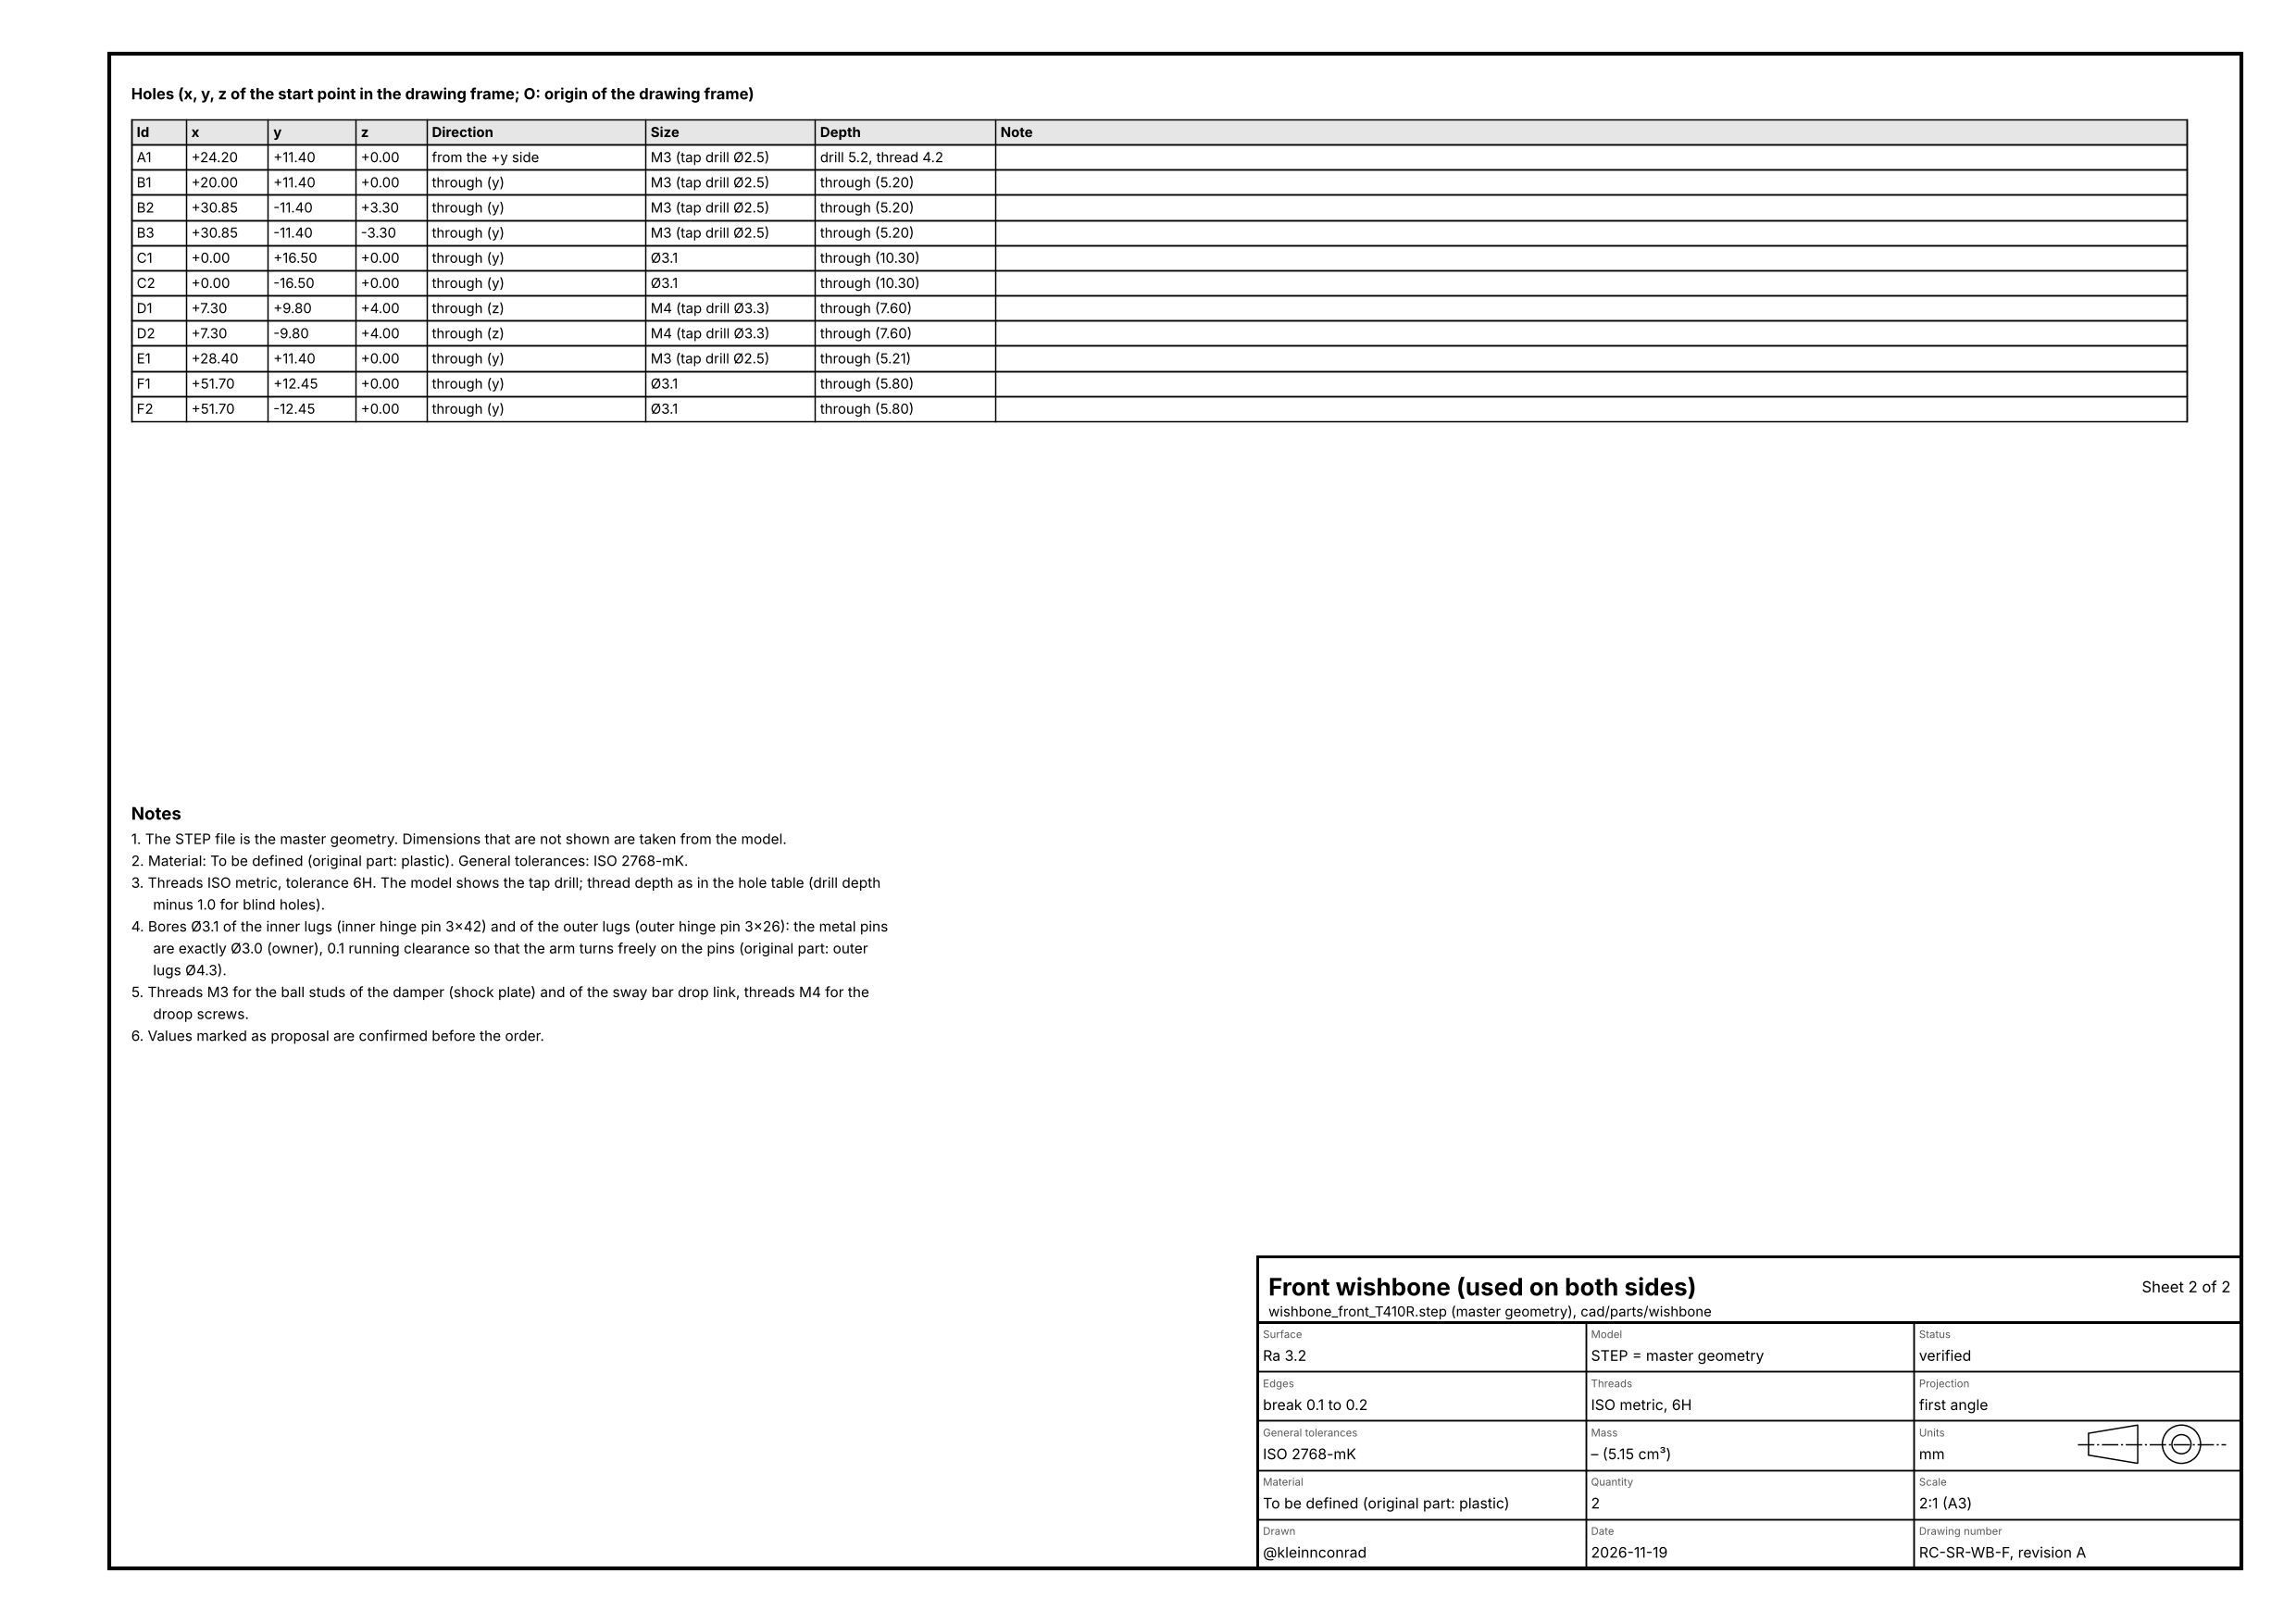 Holes (x, y, z of the start point in the drawing frame; O: origin of the drawing frame)
Id x y z Direction Size Depth Note
A1 +24.20 +11.40 +0.00 from the +y side M3 (tap drill Ø2.5) drill 5.2, thread 4.2
B1 +20.00 +11.40 +0.00 through (y) M3 (tap drill Ø2.5) through (5.20)
B2 +30.85 -11.40 +3.30 through (y) M3 (tap drill Ø2.5) through (5.20)
B3 +30.85 -11.40 -3.30 through (y) M3 (tap drill Ø2.5) through (5.20)
C1 +0.00 +16.50 +0.00 through (y) Ø3.1 through (10.30)
C2 +0.00 -16.50 +0.00 through (y) Ø3.1 through (10.30)
D1 +7.30 +9.80 +4.00 through (z) M4 (tap drill Ø3.3) through (7.60)
D2 +7.30 -9.80 +4.00 through (z) M4 (tap drill Ø3.3) through (7.60)
E1 +28.40 +11.40 +0.00 through (y) M3 (tap drill Ø2.5) through (5.21)
F1 +51.70 +12.45 +0.00 through (y) Ø3.1 through (5.80)
F2 +51.70 -12.45 +0.00 through (y) Ø3.1 through (5.80)
Notes
1. The STEP file is the master geometry. Dimensions that are not shown are taken from the model.
2. Material: To be defined (original part: plastic). General tolerances: ISO 2768-mK.
3. Threads ISO metric, tolerance 6H. The model shows the tap drill; thread depth as in the hole table (drill depth
minus 1.0 for blind holes).
4. Bores Ø3.1 of the inner lugs (inner hinge pin 3×42) and of the outer lugs (outer hinge pin 3×26): the metal pins
are exactly Ø3.0 (owner), 0.1 running clearance so that the arm turns freely on the pins (original part: outer
lugs Ø4.3).
5. Threads M3 for the ball studs of the damper (shock plate) and of the sway bar drop link, threads M4 for the
droop screws.
6. Values marked as proposal are confirmed before the order.
Front wishbone (used on both sides) Sheet 2 of 2
wishbone_front_T410R.step (master geometry), cad/parts/wishbone
Surface Model Status
Ra 3.2 STEP = master geometry verified
Edges Threads Projection
break 0.1 to 0.2 ISO metric, 6H first angle
General tolerances Mass Units
ISO 2768-mK – (5.15 cm³) mm
Material Quantity Scale
To be defined (original part: plastic) 2 2:1 (A3)
Drawn Date Drawing number
@kleinnconrad 2026-11-19 RC-SR-WB-F, revision A